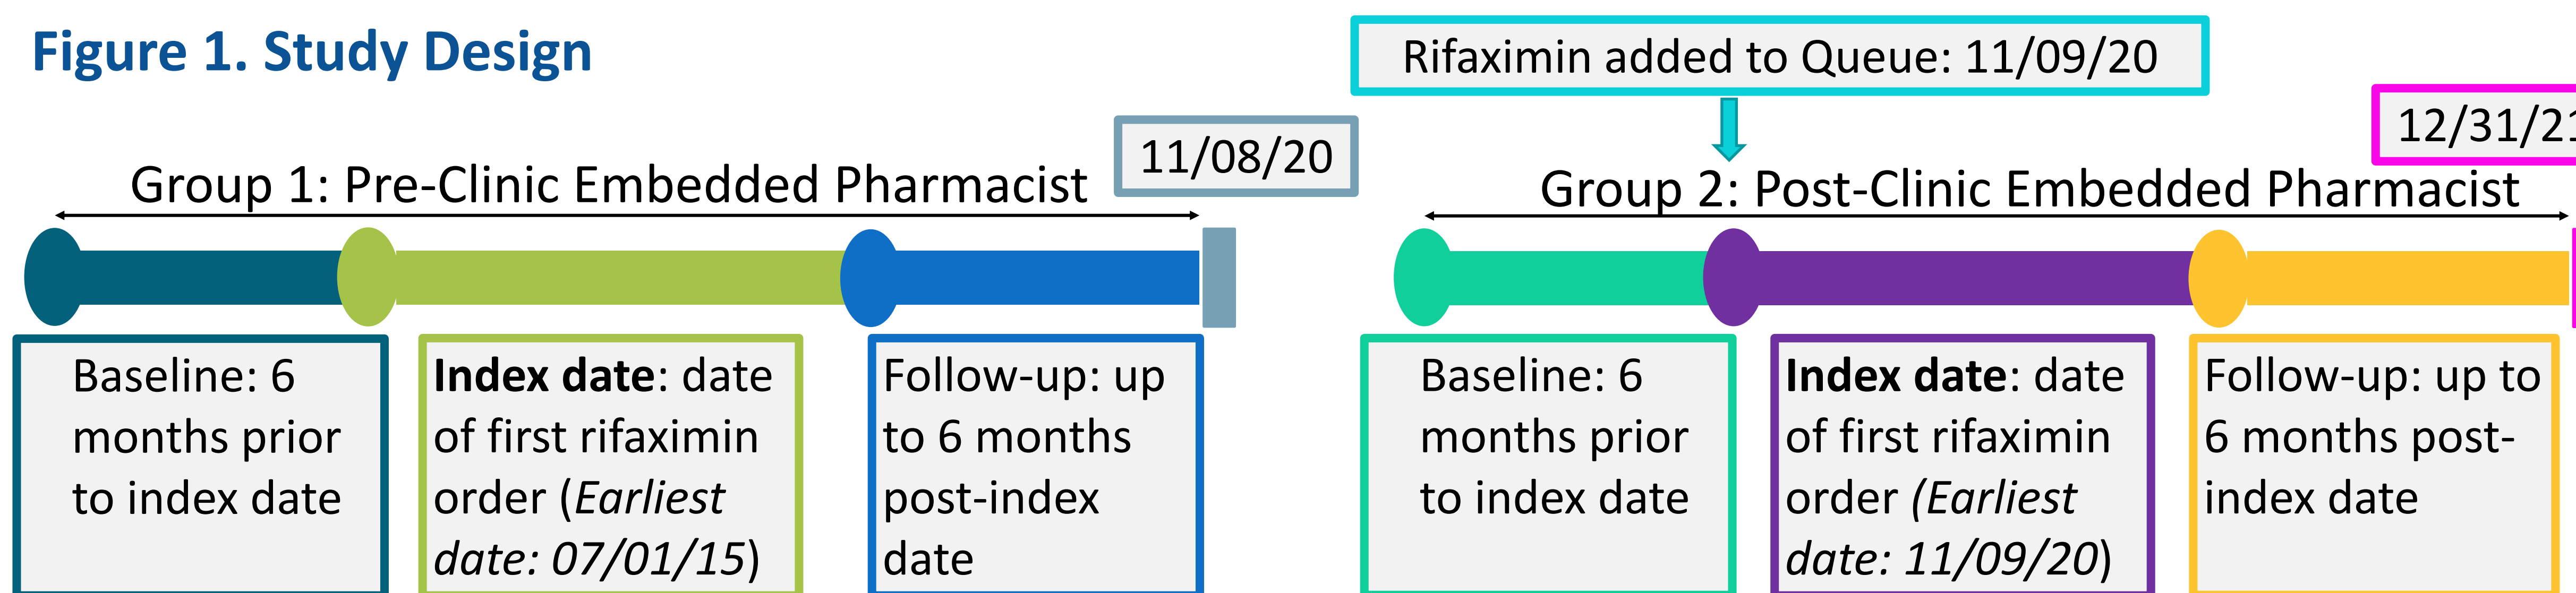 Figure 1. Study Design
Rifaximin added to Queue: 11/09/20
11/08/20
12/31/21
Group 1: Pre-Clinic Embedded Pharmacist
Group 2: Post-Clinic Embedded Pharmacist
Baseline: 6
months prior
to index date
Index date: date
of first rifaximin
order (Earliest
date: 07/01/15)
Follow-up: up
to 6 months
post-index
date
Baseline: 6
months prior
to index date
Index date: date
of first rifaximin
order (Earliest
date: 11/09/20)
Follow-up: up to
6 months post-
index date